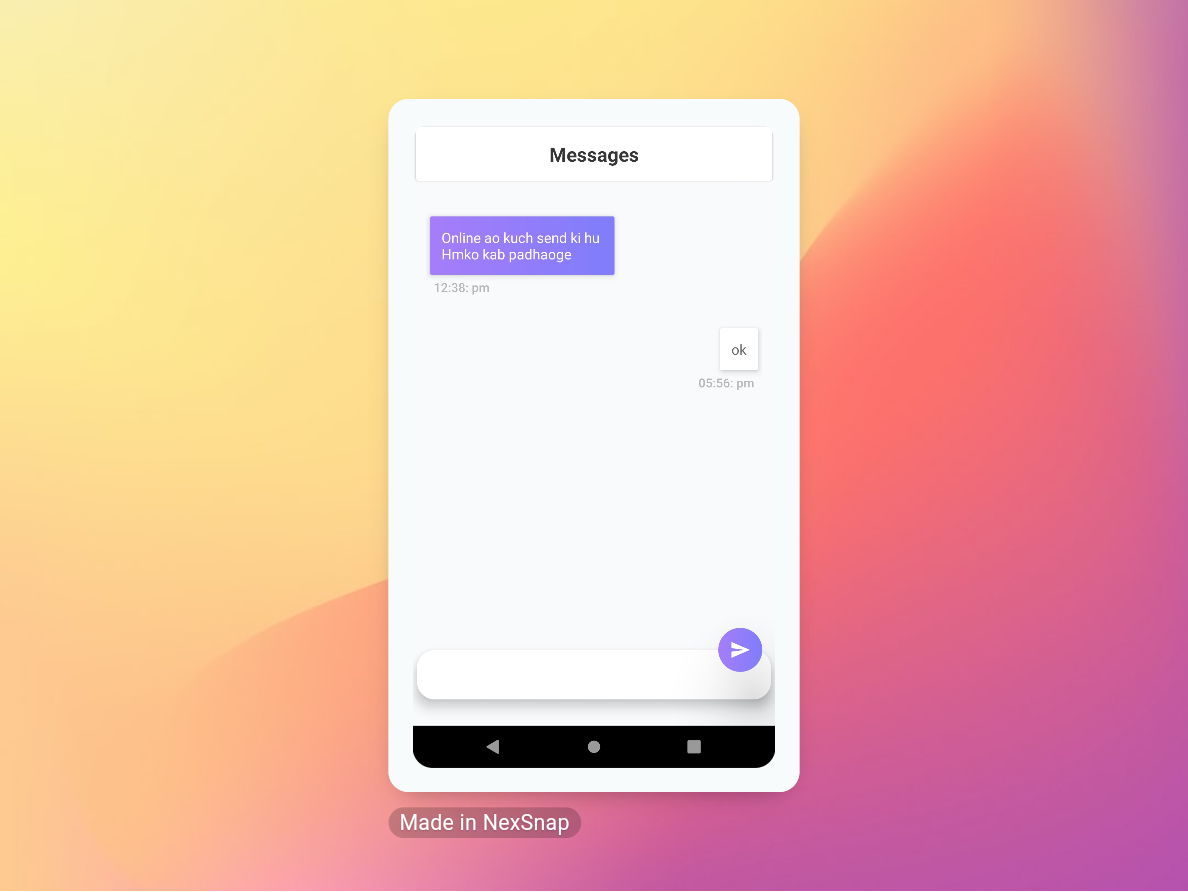 Messages
Online ao kuch send ki hu
Hmko kab padhaoge
12:38: pm
ok
05:56: pm
Made in NexSnap